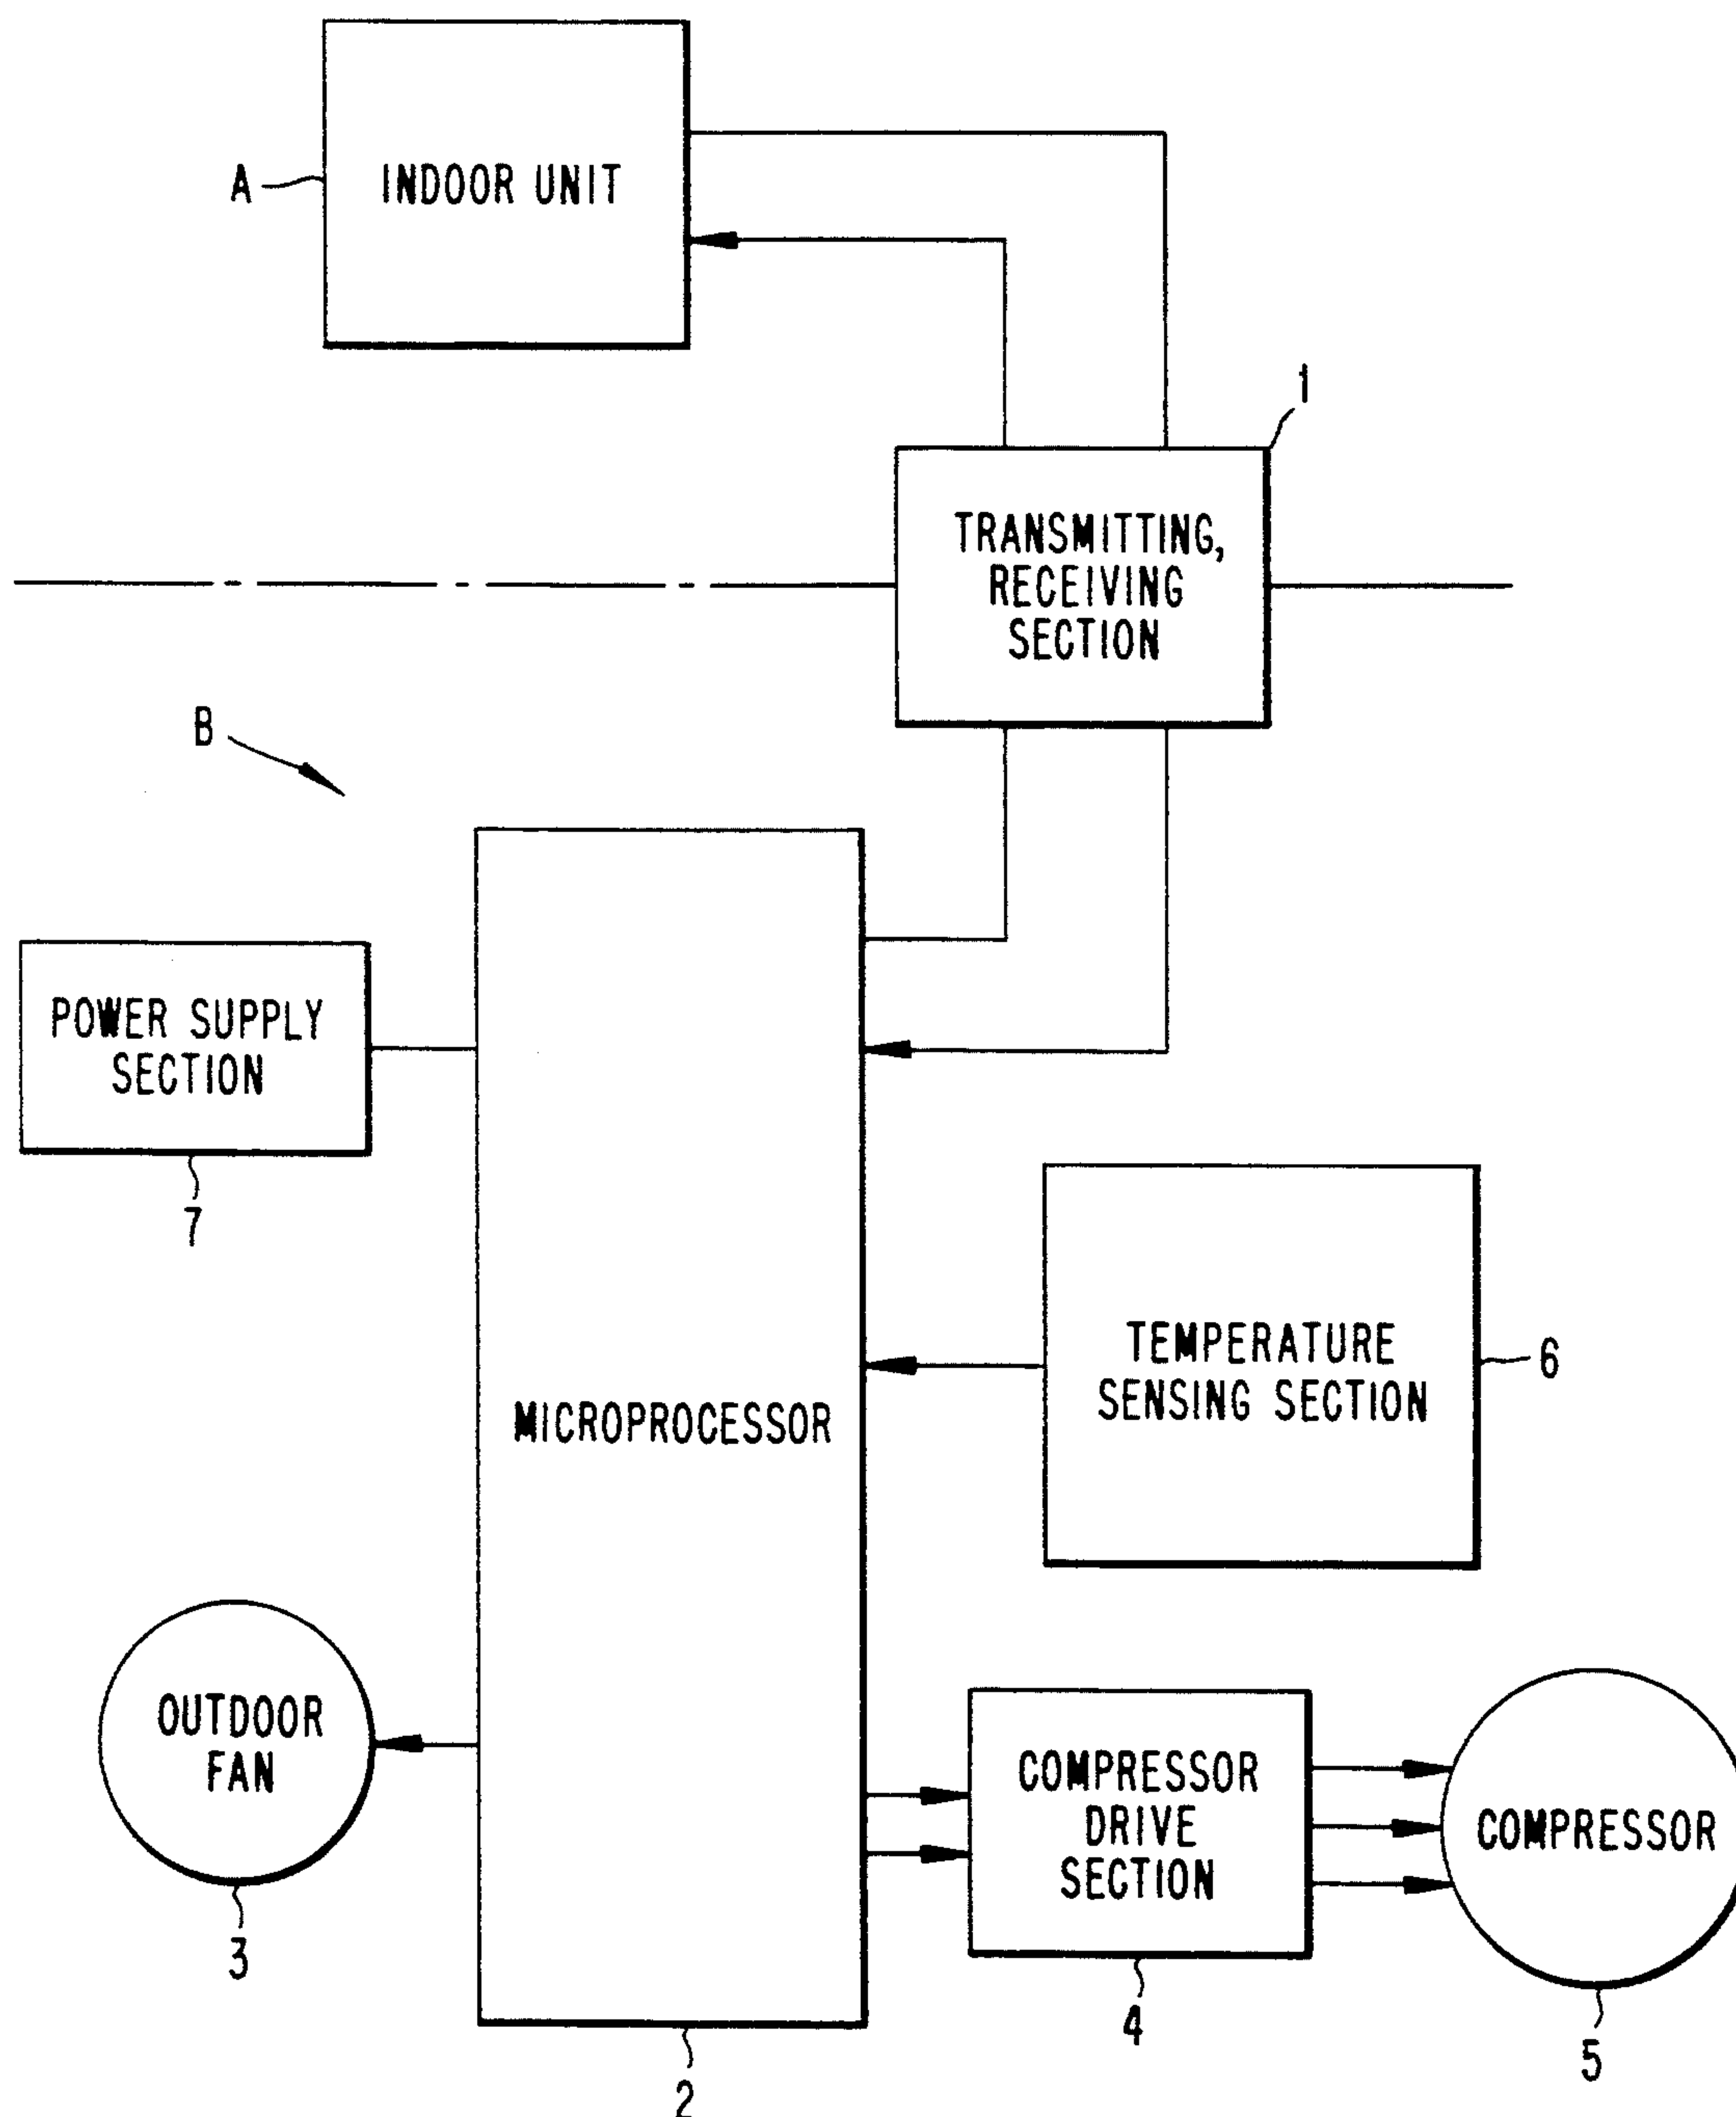 A
INDOOR UNIT
1
TRANSMITTING,
RECEIVING
SECTION
B
POWER SUPPLY
SECTION
7
MICROPROCESSOR
2
TEMPERATURE
SENSING SECTION
6
OUTDOOR
FAN
3
COMPRESSOR
DRIVE
SECTION
4
COMPRESSOR
5